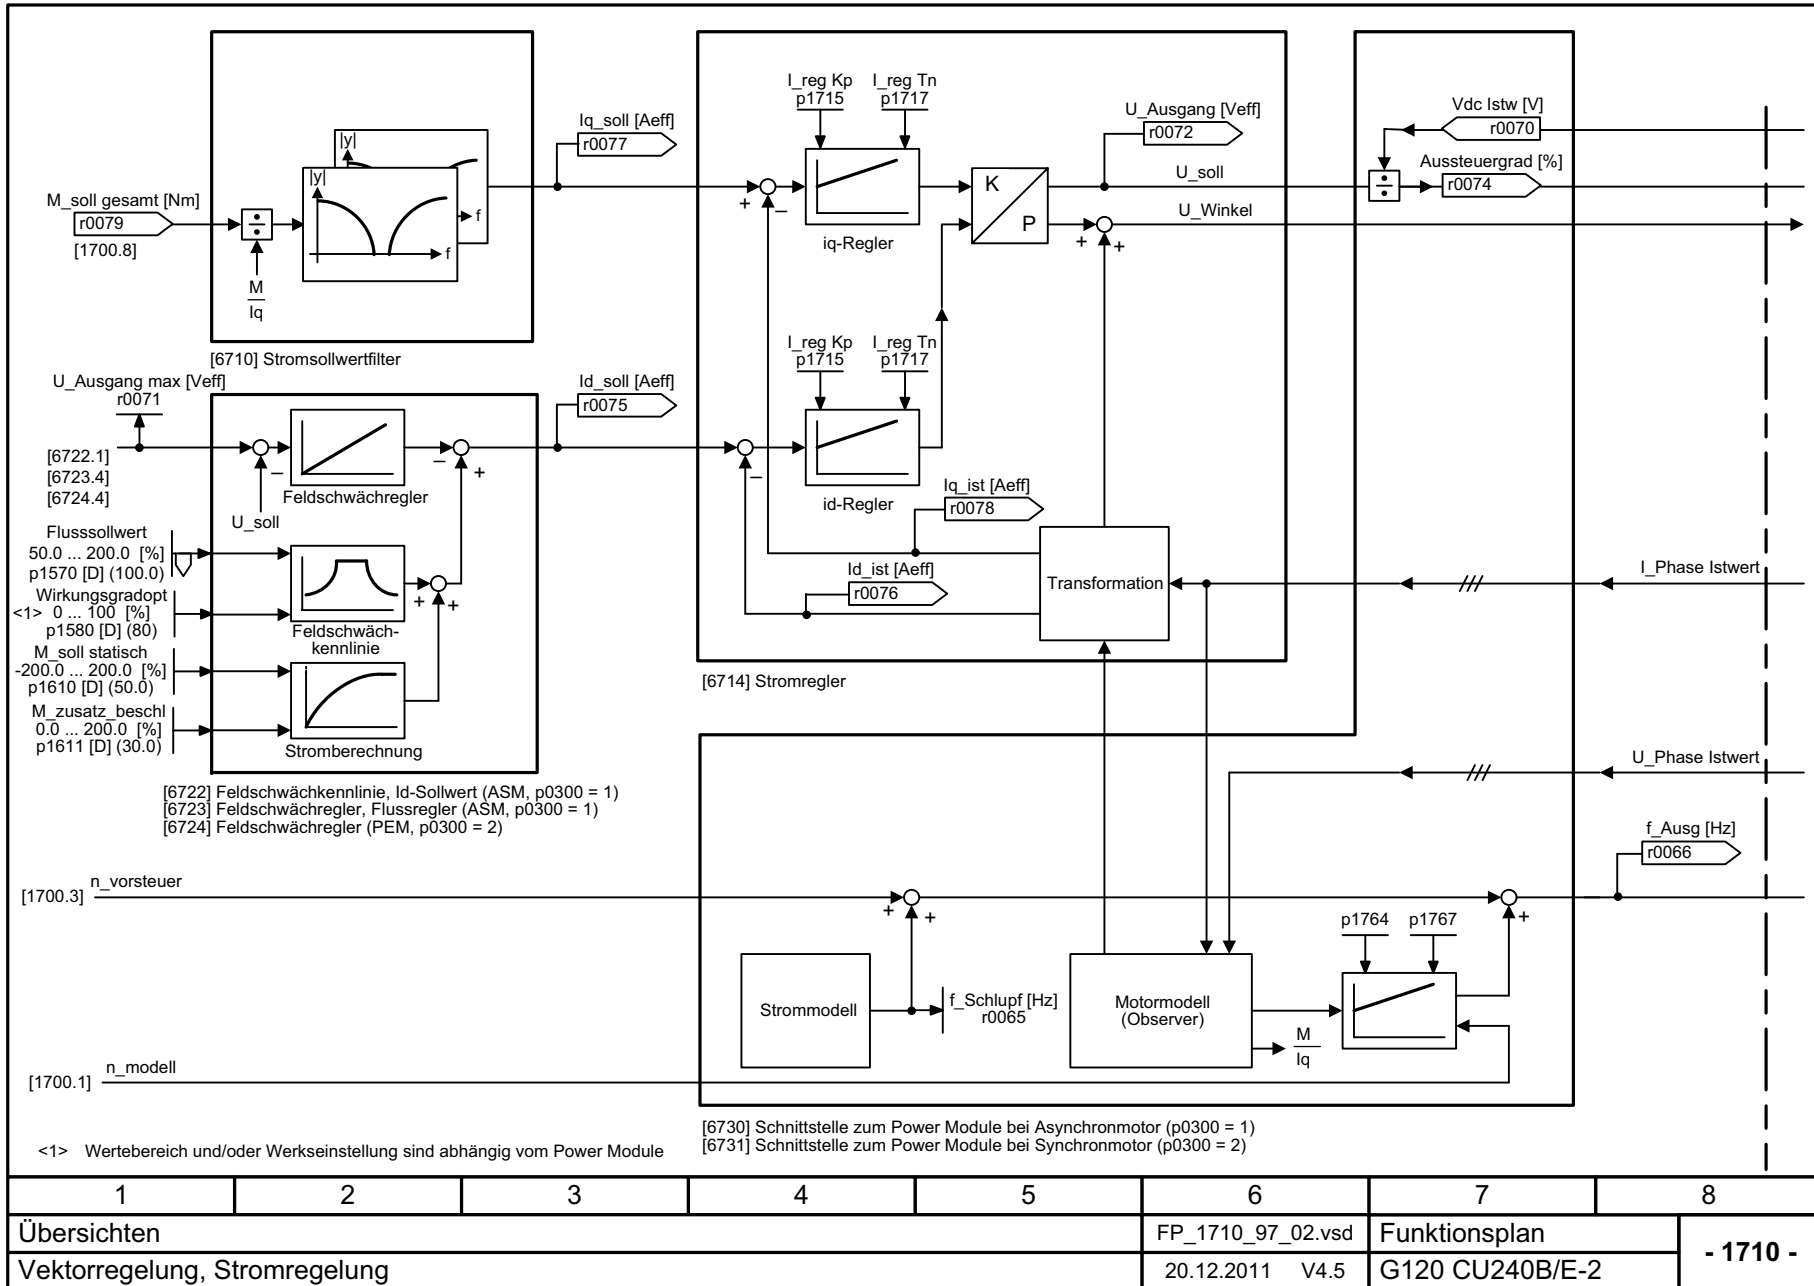 I_reg Kp
p1715
I_reg Tn
p1717
Iq_soll [Aeff]
r0077
U_Ausgang [Veff]
r0072
Vdc Istw [V]
r0070
Aussteuergrad [%]
r0074
|y|
|y|
f
f
M_soll gesamt [Nm]
r0079
[1700.8]
÷
M
Iq
+
–
iq-Regler
K
P
U_soll
÷
U_Winkel
+
+
[6710] Stromsollwertfilter
U_Ausgang max [Veff]
r0071
[6722.1]
[6723.4]
[6724.4]
–
U_soll
Feldschwächregler
–
+
Id_soll [Aeff]
r0075
I_reg Kp
p1715
I_reg Tn
p1717
–
id-Regler
Iq_ist [Aeff]
r0078
Id_ist [Aeff]
r0076
Transformation
I_Phase Istwert
Flusssollwert
50.0 ... 200.0 [%]
p1570 [D] (100.0)
Wirkungsgradopt
<1> 0 ... 100 [%]
p1580 [D] (80)
Feldschwäch-
kennlinie
+
+
M_soll statisch
-200.0 ... 200.0 [%]
p1610 [D] (50.0)
M_zusatz_beschl
0.0 ... 200.0 [%]
p1611 [D] (30.0)
Stromberechnung
[6714] Stromregler
[6722] Feldschwächkennlinie, Id-Sollwert (ASM, p0300 = 1)
[6723] Feldschwächregler, Flussregler (ASM, p0300 = 1)
[6724] Feldschwächregler (PEM, p0300 = 2)
U_Phase Istwert
f_Ausg [Hz]
r0066
[1700.3]
n_vorsteuer
+
+
+
p1764
p1767
Strommodell
f_Schlupf [Hz]
r0065
Motormodell
(Observer)
M
Iq
[1700.1]
n_modell
[6730] Schnittstelle zum Power Module bei Asynchronmotor (p0300 = 1)
[6731] Schnittstelle zum Power Module bei Synchronmotor (p0300 = 2)
<1> Wertebereich und/oder Werkseinstellung sind abhängig vom Power Module
1 2 3 4 5 6 7 8
Übersichten
FP_1710_97_02.vsd
Funktionsplan
- 1710 -
Vektorregelung, Stromregelung
20.12.2011 V4.5
G120 CU240B/E-2